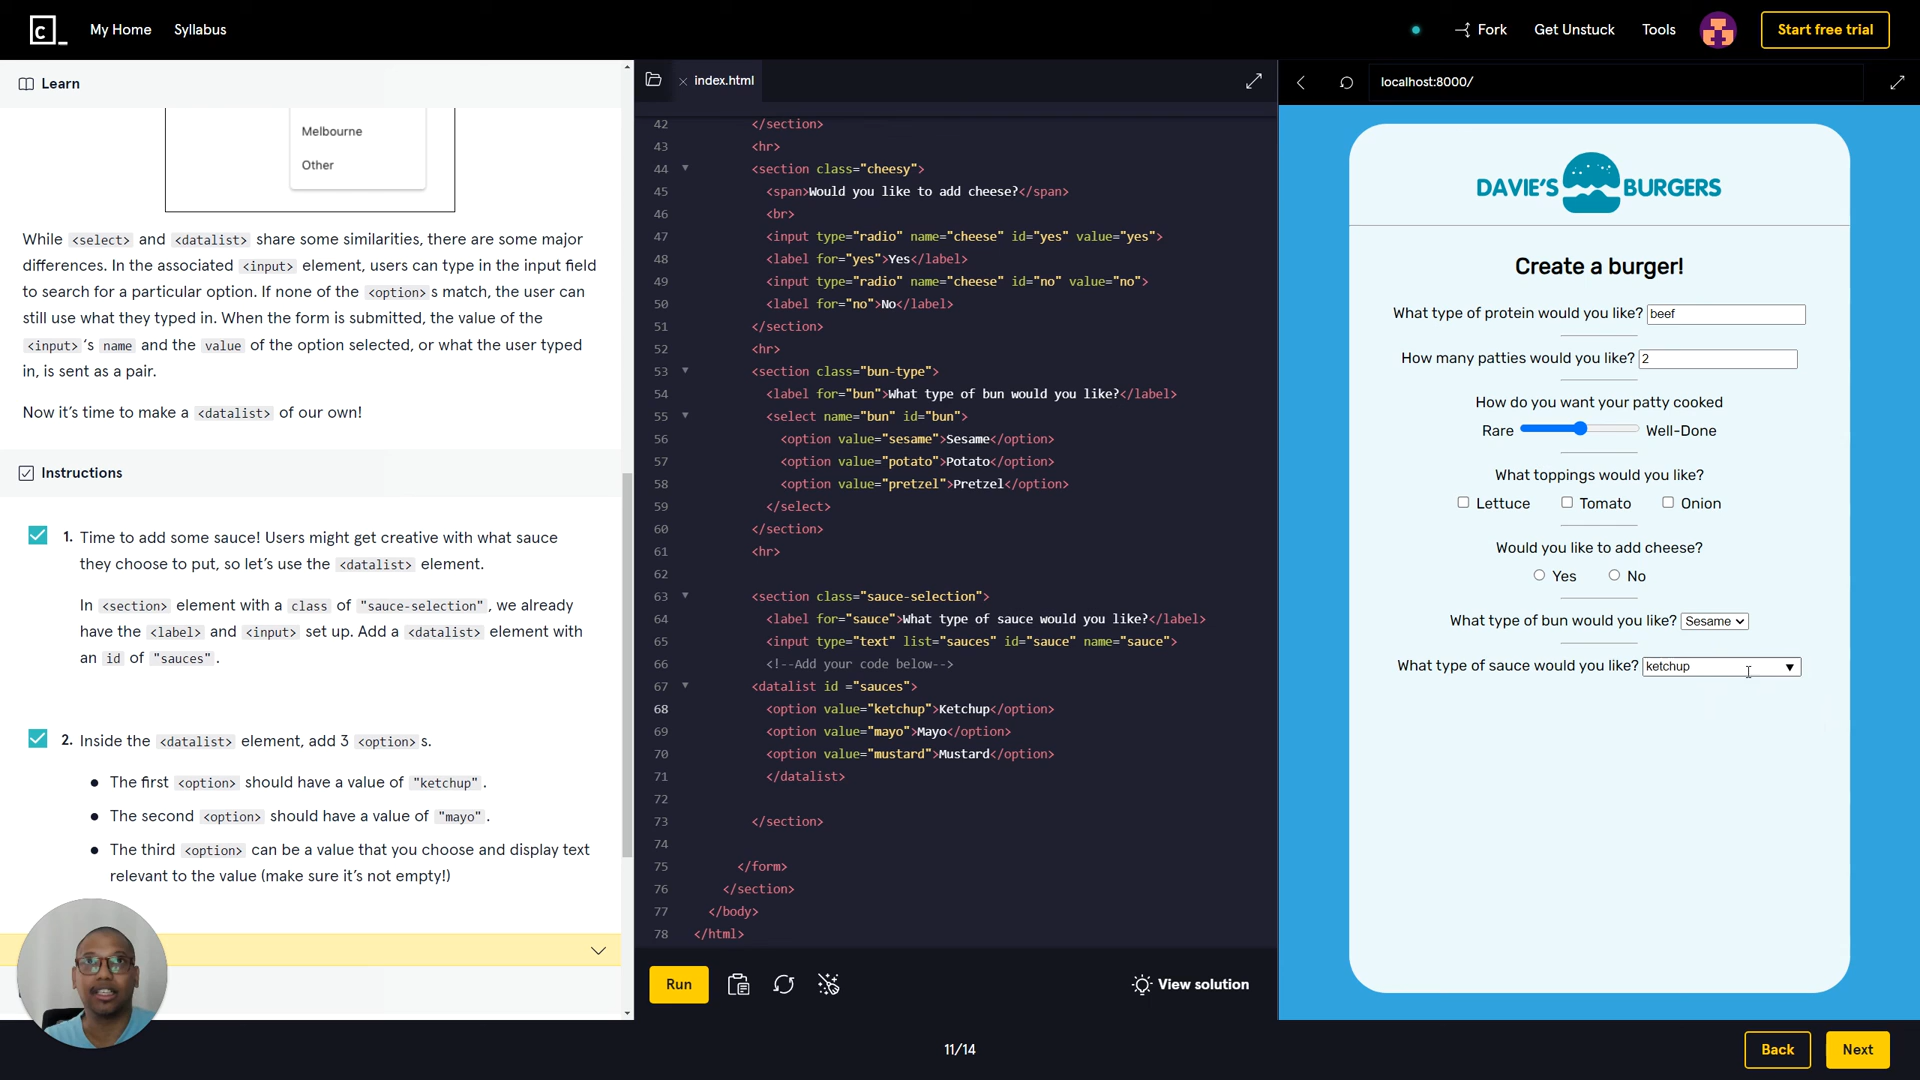 My Home
Syllabus
Fork
Get Unstuck
Tools
Start free trial
Learn
Melbourne
Other
While <select> and <datalist> share some similarities, there are some major
differences. In the associated <input> element, users can type in the input field
to search for a particular option. If none of the <option>s match, the user can
still use what they typed in. When the form is submitted, the value of the
<input>'s name and the value of the option selected, or what the user typed
in, is sent as a pair.
Now it's time to make a <datalist> of our own!
Instructions
1. Time to add some sauce! Users might get creative with what sauce
they choose to put, so let's use the <datalist> element.
In <section> element with a class of "sauce-selection", we already
have the <label> and <input> set up. Add a <datalist> element with
an id of "sauces".
2. Inside the <datalist> element, add 3 <option>s.
The first <option> should have a value of "ketchup".
The second <option> should have a value of "mayo".
The third <option> can be a value that you choose and display text
relevant to the value (make sure it's not empty!)
index.html
42 </section>
43 <hr>
44 <section class="cheesy">
45 <span>Would you like to add cheese?</span>
46 <br>
47 <input type="radio" name="cheese" id="yes" value="yes">
48 <label for="yes">Yes</label>
49 <input type="radio" name="cheese" id="no" value="no">
50 <label for="no">No</label>
51 </section>
52 <hr>
53 <section class="bun-type">
54 <label for="bun">What type of bun would you like?</label>
55 <select name="bun" id="bun">
56 <option value="sesame">Sesame</option>
57 <option value="potato">Potato</option>
58 <option value="pretzel">Pretzel</option>
59 </select>
60 </section>
61 <hr>
62
63 <section class="sauce-selection">
64 <label for="sauce">What type of sauce would you like?</label>
65 <input type="text" list="sauces" id="sauce" name="sauce">
66 <!--Add your code below-->
67 <datalist id ="sauces">
68 <option value="ketchup">Ketchup</option>
69 <option value="mayo">Mayo</option>
70 <option value="mustard">Mustard</option>
71 </datalist>
72
73 </section>
74
75 </form>
76 </section>
77 </body>
78 </html>
Run
View solution
localhost:8000/
DAVIE'S BURGERS
Create a burger!
What type of protein would you like? beef
How many patties would you like? 2
How do you want your patty cooked
Rare Well-Done
What toppings would you like?
Lettuce Tomato Onion
Would you like to add cheese?
Yes No
What type of bun would you like? Sesame
What type of sauce would you like? ketchup
11/14
Back
Next